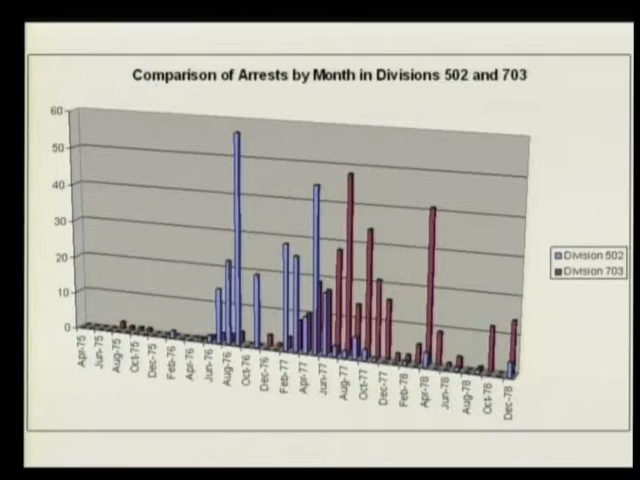 Comparison of Arrests by Month in Divisions 502 and 703
60
50
40
30
20
10
0
Apr-75
Jun-75
Aug-75
Oct-75
Dec-75
Feb-76
Apr-76
Jun-76
Aug-76
Oct-76
Dec-76
Feb-77
Apr-77
Jun-77
Aug-77
Oct-77
Dec-77
Feb-78
Apr-78
Jun-78
Aug-78
Oct-78
Dec-78
Division 502
Division 703